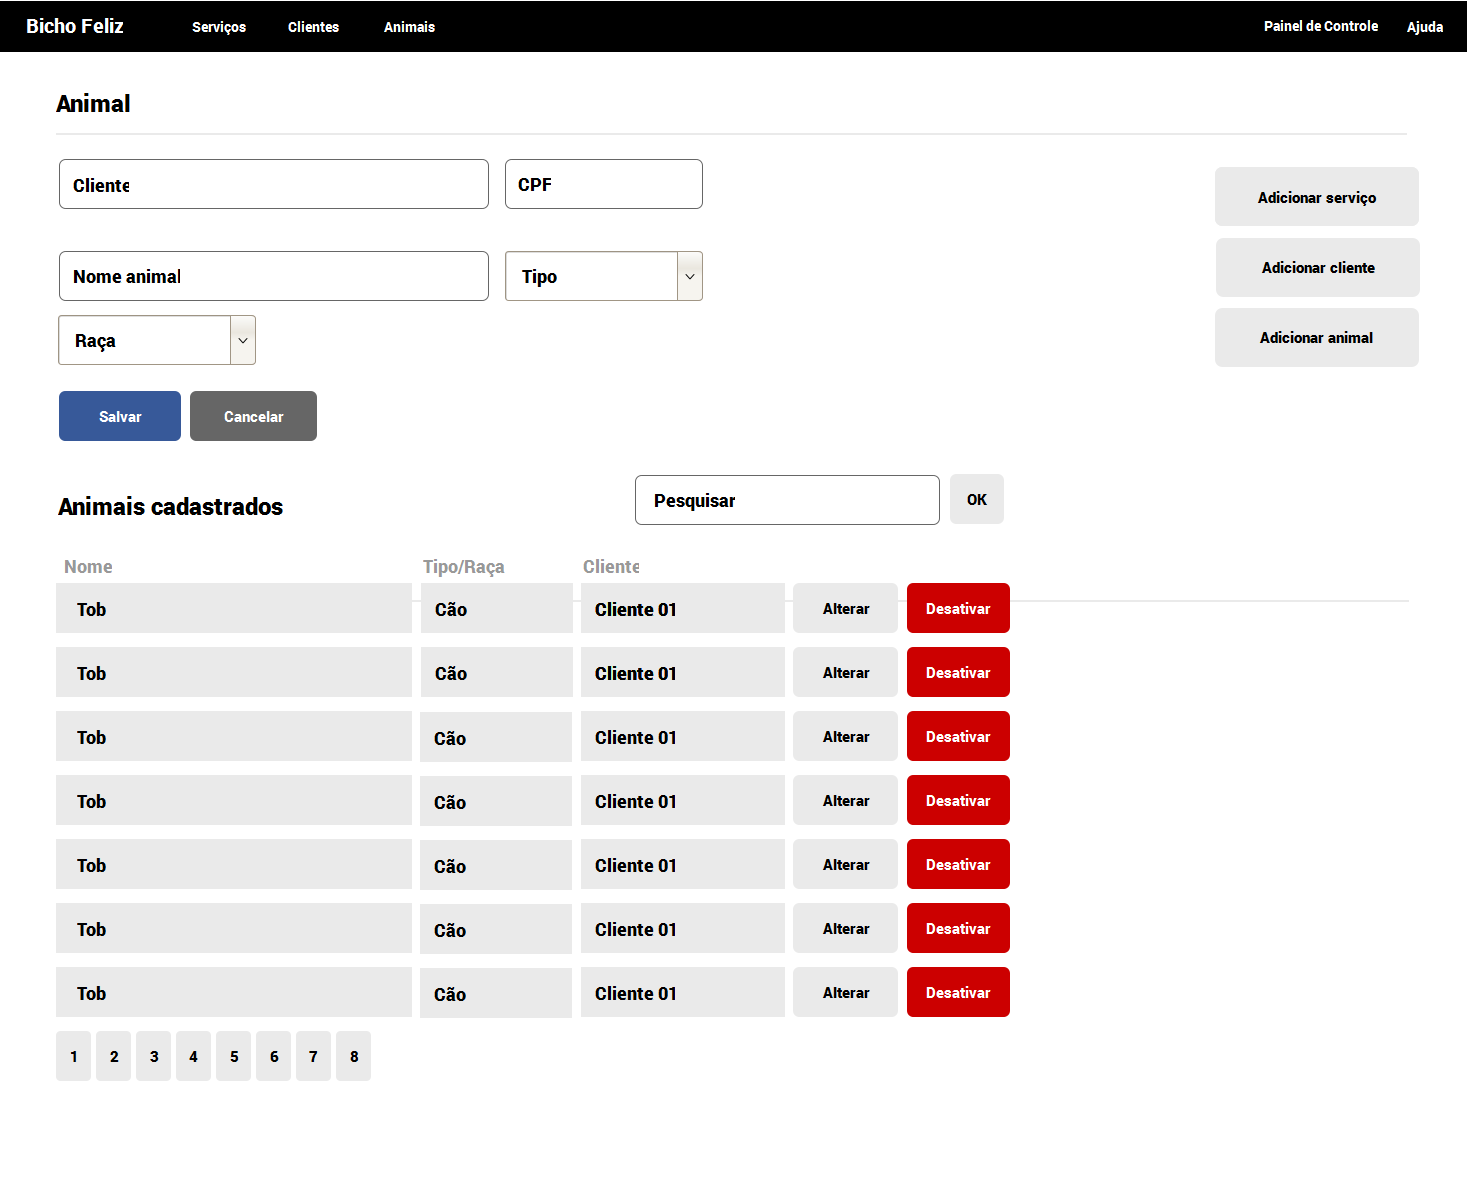 Bicho Feliz Serviços Clientes Animais Painel de Controle Ajuda
Animal
Cliente CPF
Adicionar serviço
Adicionar cliente
Nome animal Tipo
Adicionar animal
Raça
Salvar Cancelar
Animais cadastrados Pesquisar OK
Nome Tipo/Raça Cliente
Tob Cão Cliente 01 Alterar Desativar
Tob Cão Cliente 01 Alterar Desativar
Tob Cão Cliente 01 Alterar Desativar
Tob Cão Cliente 01 Alterar Desativar
Tob Cão Cliente 01 Alterar Desativar
Tob Cão Cliente 01 Alterar Desativar
Tob Cão Cliente 01 Alterar Desativar
1 2 3 4 5 6 7 8